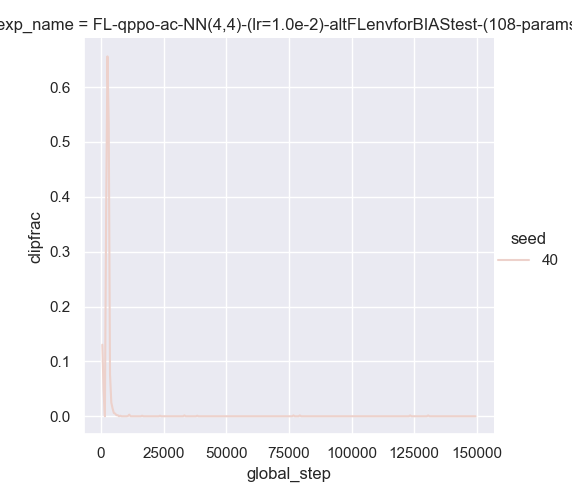 exp_name = FL-qppo-ac-NN(4,4)-(lr=1.0e-2)-altFLenvforBIAStest-(108-params
0.6
0.5
0.4
0.3
0.2
0.1
0.0
clipfrac
0 25000 50000 75000 100000 125000 150000
global_step
seed
40